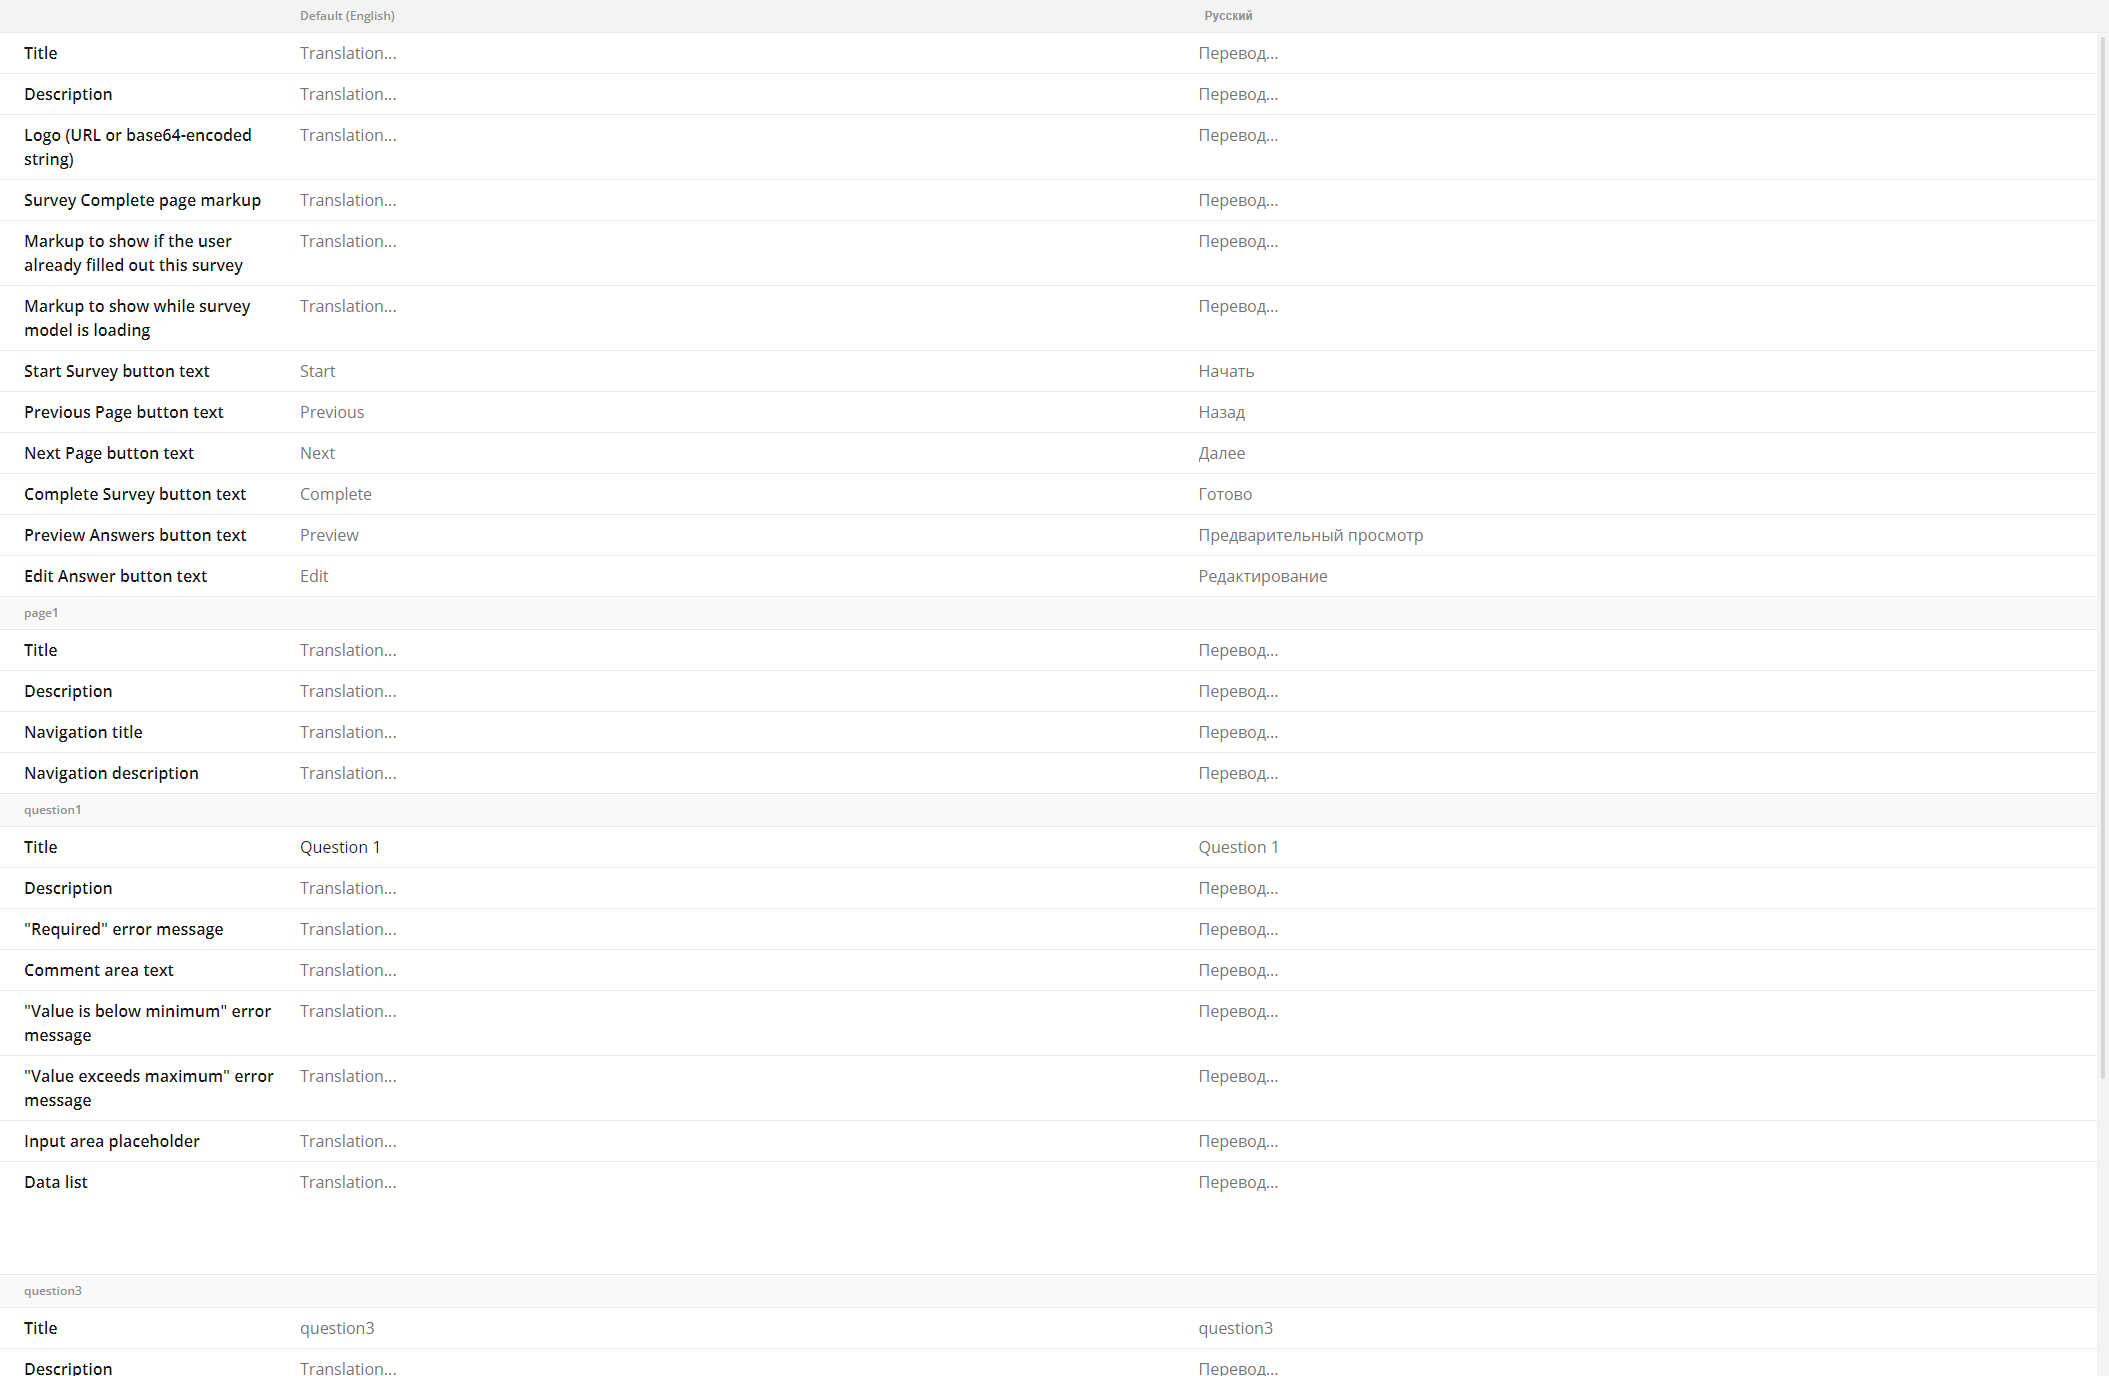 Default (English) Русский
Title Translation... Перевод...
Description Translation... Перевод...
Logo (URL or base64-encoded Translation... Перевод...
string)
Survey Complete page markup Translation... Перевод...
Markup to show if the user Translation... Перевод...
already filled out this survey
Markup to show while survey Translation... Перевод...
model is loading
Start Survey button text Start Начать
Previous Page button text Previous Назад
Next Page button text Next Далее
Complete Survey button text Complete Готово
Preview Answers button text Preview Предварительный просмотр
Edit Answer button text Edit Редактирование
page1
Title Translation... Перевод...
Description Translation... Перевод...
Navigation title Translation... Перевод...
Navigation description Translation... Перевод...
question1
Title Question 1 Question 1
Description Translation... Перевод...
"Required" error message Translation... Перевод...
Comment area text Translation... Перевод...
"Value is below minimum" error Translation... Перевод...
message
"Value exceeds maximum" error Translation... Перевод...
message
Input area placeholder Translation... Перевод...
Data list Translation... Перевод...
question3
Title question3 question3
Description Translation... Перевод...